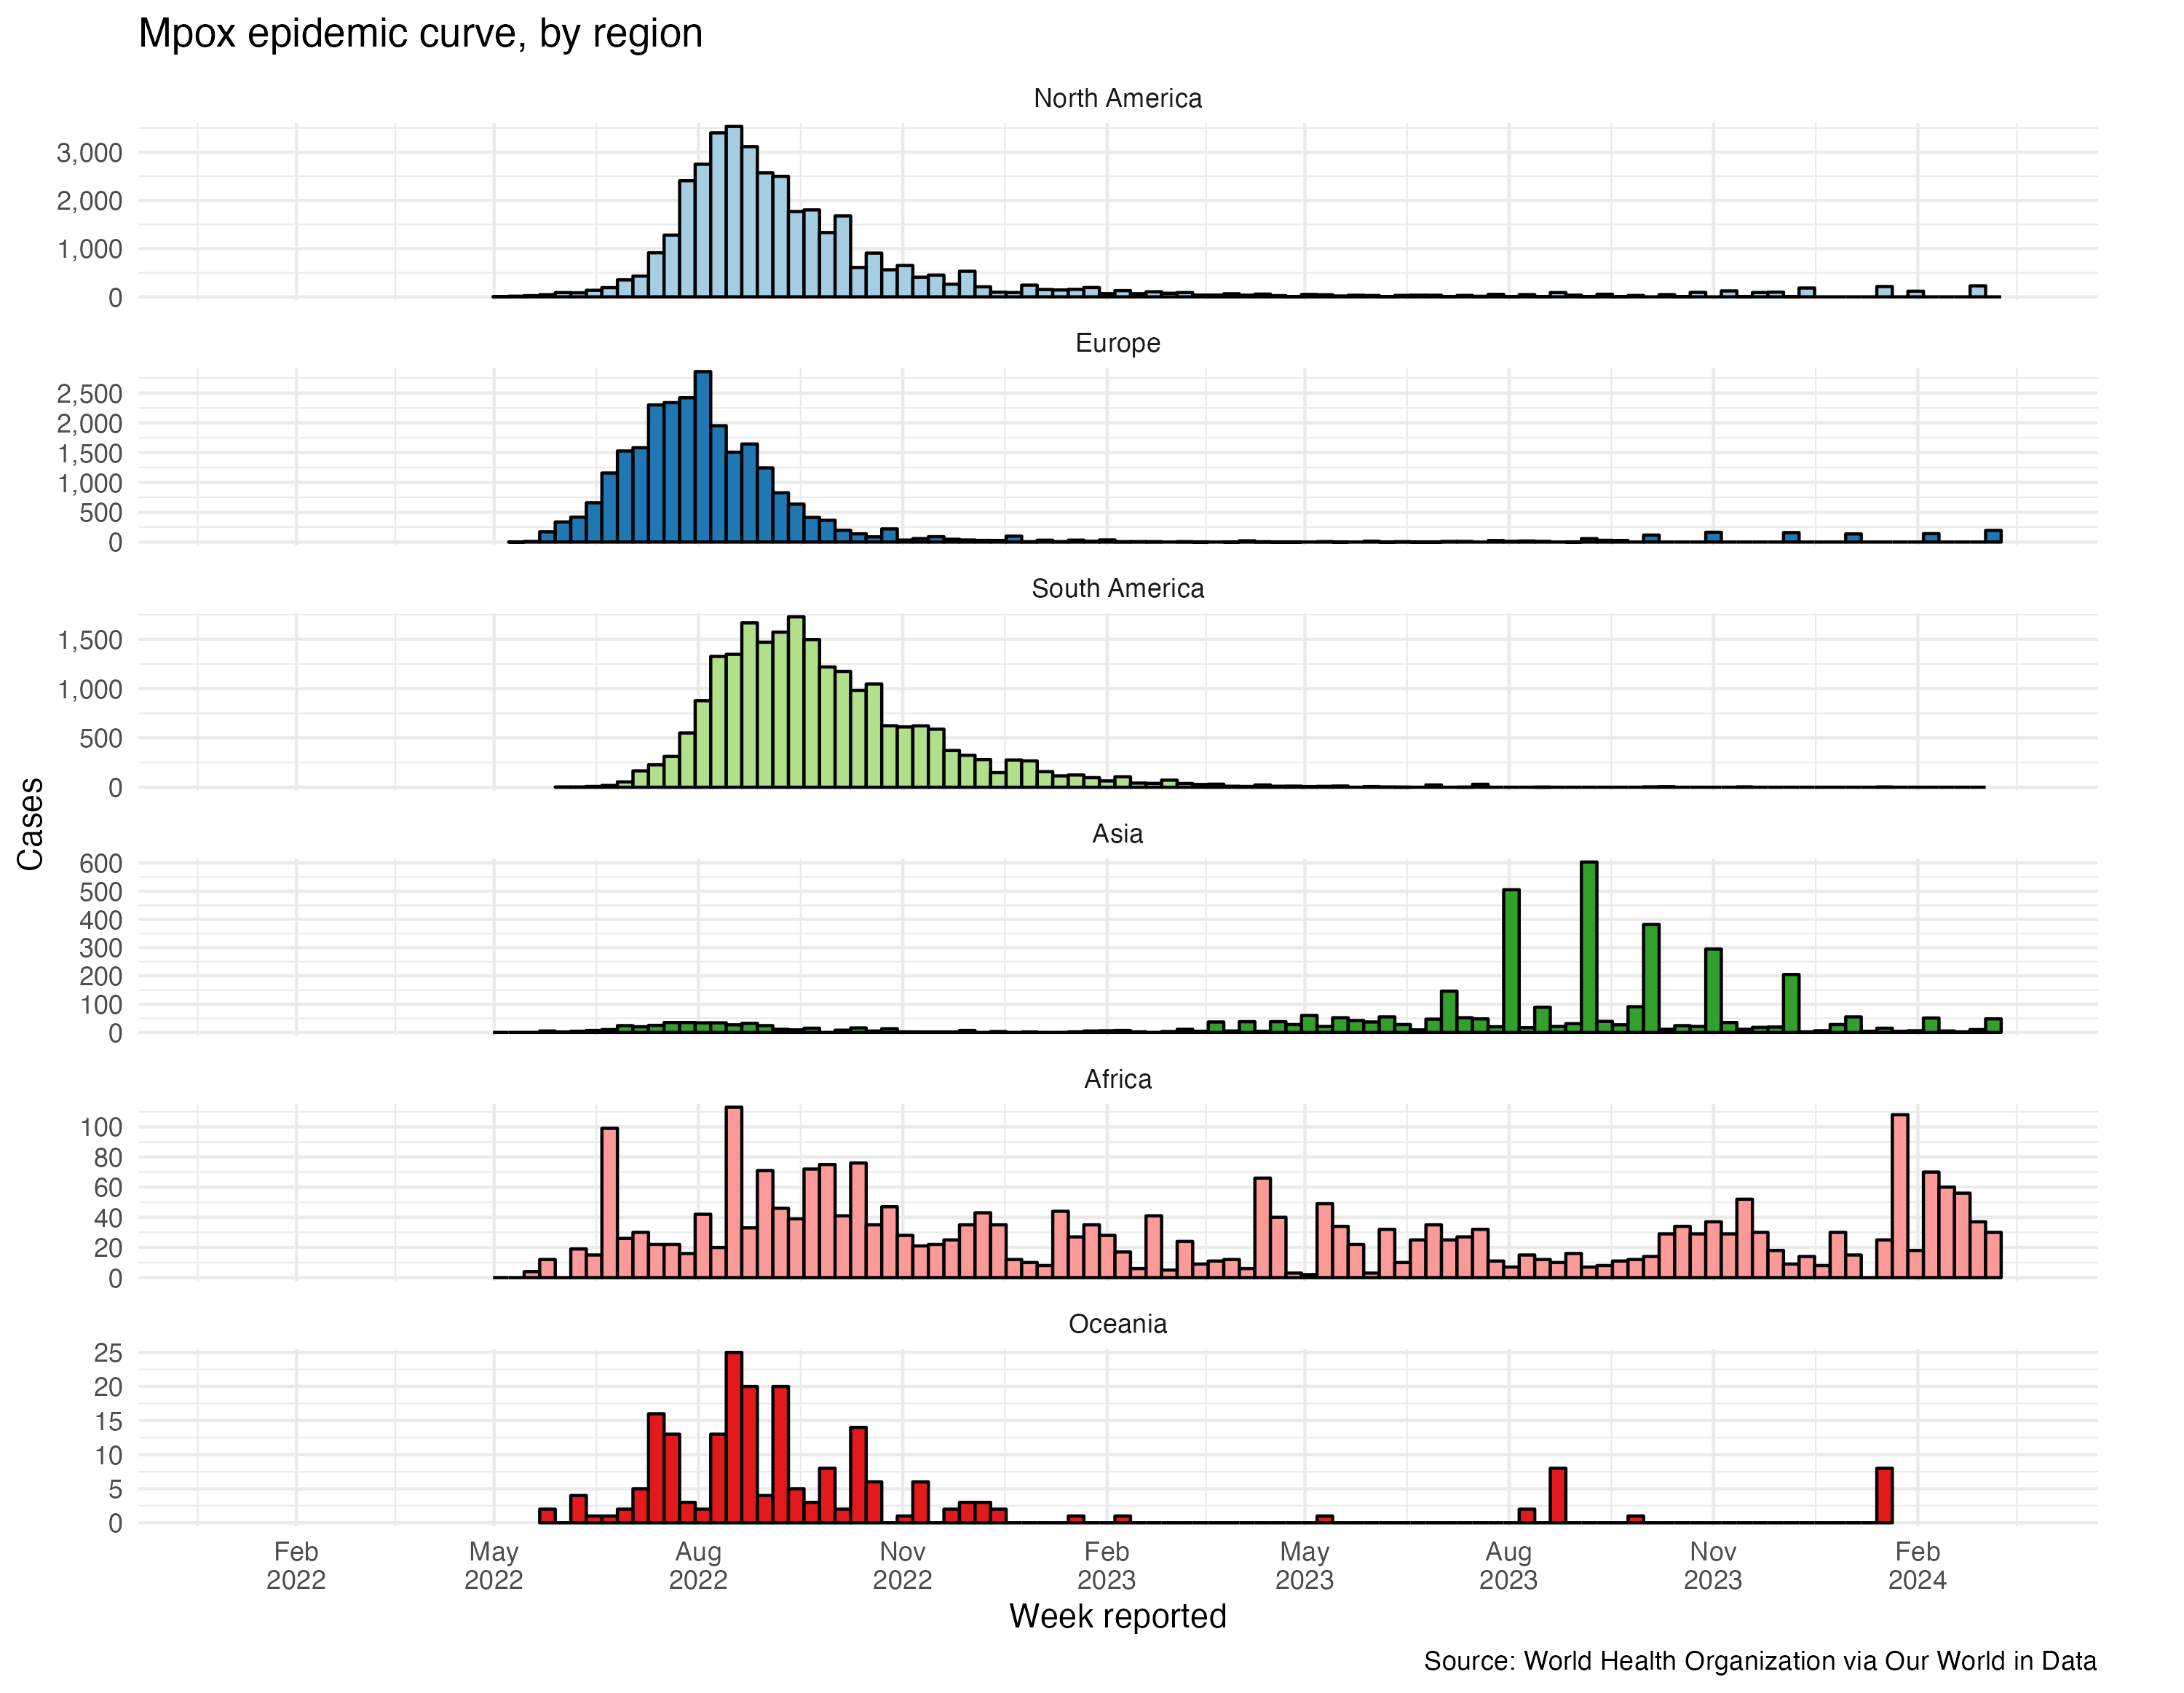 Mpox epidemic curve, by region
North America
3,000
2,000
1,000
0
Europe
2,500
2,000
1,500
1,000
500
0
South America
1,500
1,000
500
0
Cases
Asia
600
500
400
300
200
100
0
Africa
100
80
60
40
20
0
Oceania
25
20
15
10
5
0
Feb May Aug Nov Feb May Aug Nov Feb
2022 2022 2022 2022 2023 2023 2023 2023 2024
Week reported
Source: World Health Organization via Our World in Data